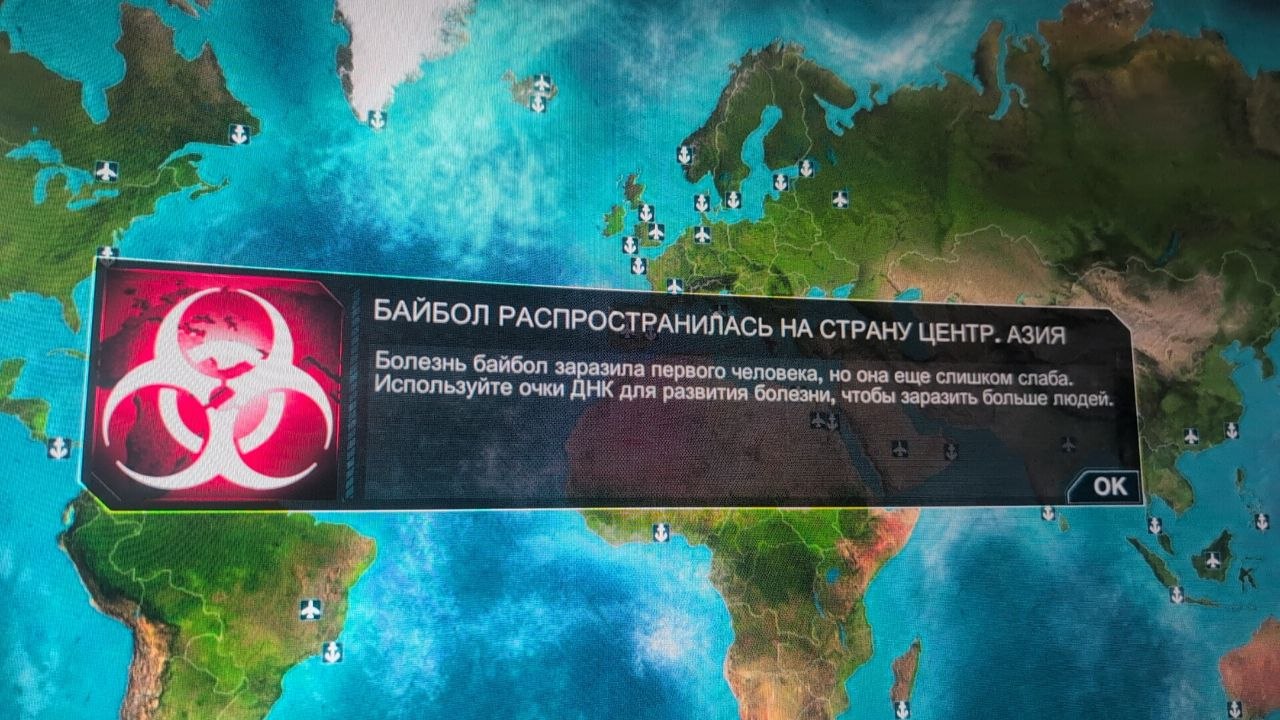 БАЙБОЛ РАСПРОСТРАНИЛАСЬ НА СТРАНУ ЦЕНТР. АЗИЯ
Болезнь байбол заразила первого человека, но она еще слишком слаба.
Используйте очки ДНК для развития болезни, чтобы заразить больше людей.
OK